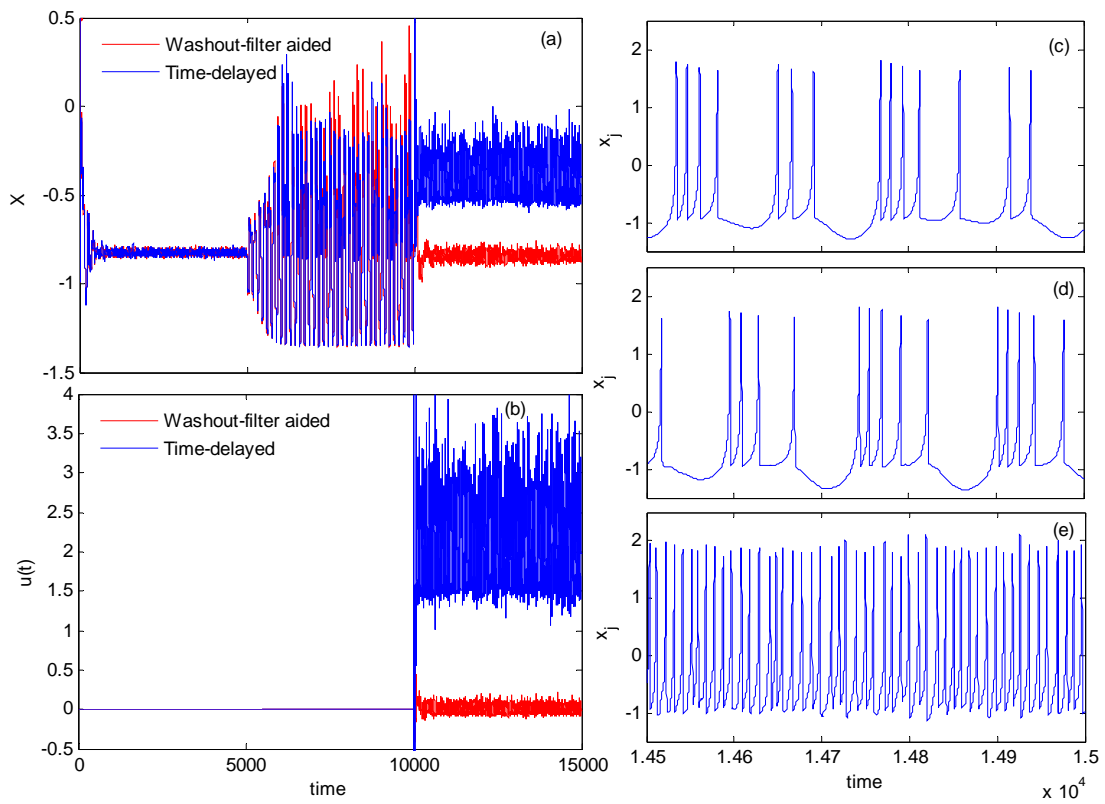 0.5
0
-0.5
-1
-1.5
X
Washout-filter aided
Time-delayed
(a)
4
3.5
3
2.5
2
1.5
1
0.5
0
-0.5
u(t)
Washout-filter aided
Time-delayed
(b)
0
5000
10000
15000
time
2
1
0
-1
x_j
(c)
2
1
0
-1
x_j
(d)
2
1
0
-1
x_j
(e)
1.45
1.46
1.47
1.48
1.49
1.5
time
x 10^4